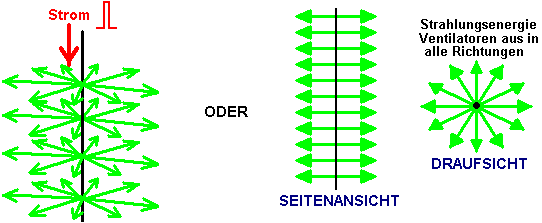 Strom
ODER
SEITENANSICHT
Strahlungsenergie
Ventilatoren aus in
alle Richtungen
DRAUFSICHT